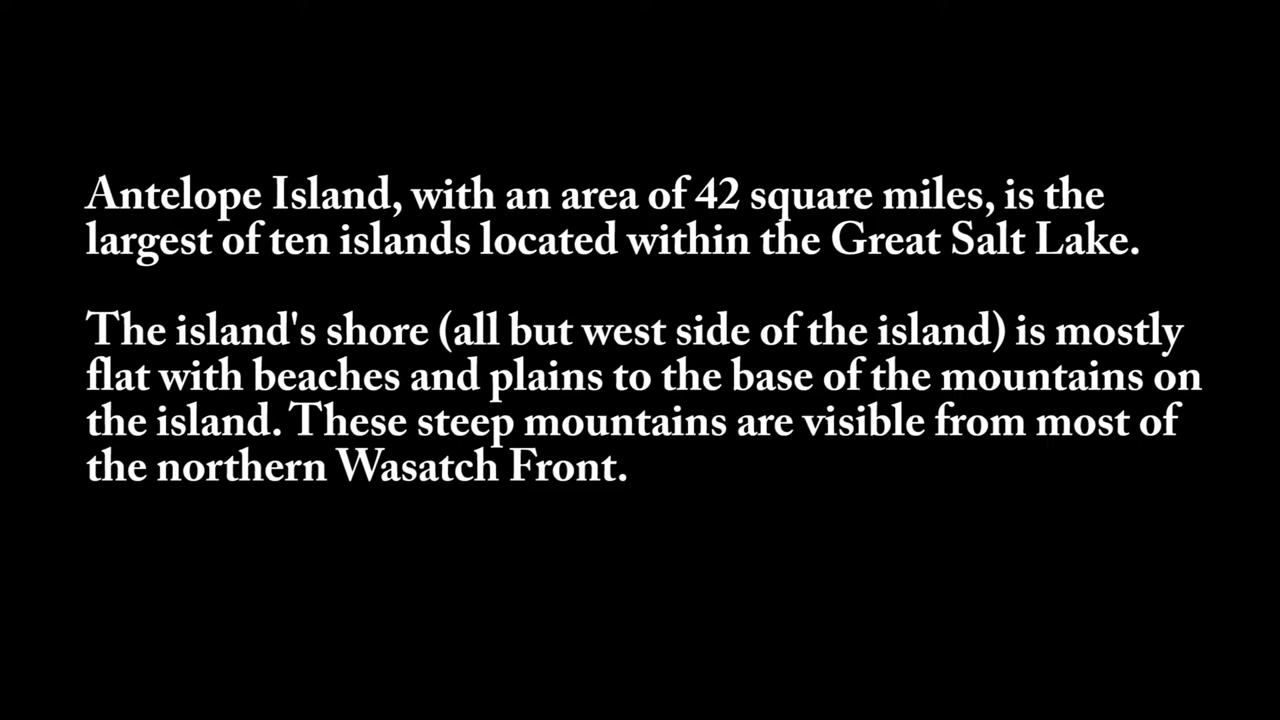 Antelope Island, with an area of 42 square miles, is the
largest of ten islands located within the Great Salt Lake.
The island's shore (all but west side of the island) is mostly
flat with beaches and plains to the base of the mountains on
the island. These steep mountains are visible from most of
the northern Wasatch Front.